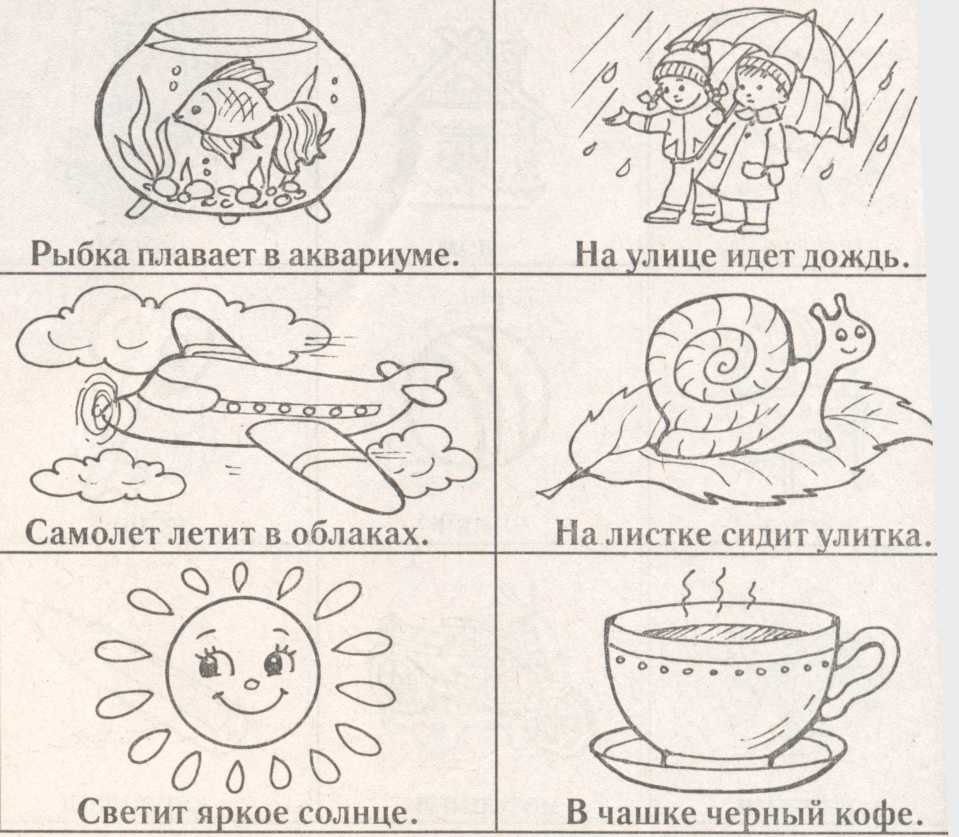 Рыбка плавает в аквариуме.
На улице идет дождь.
Самолет летит в облаках.
На листке сидит улитка.
Светит яркое солнце.
В чашке черный кофе.